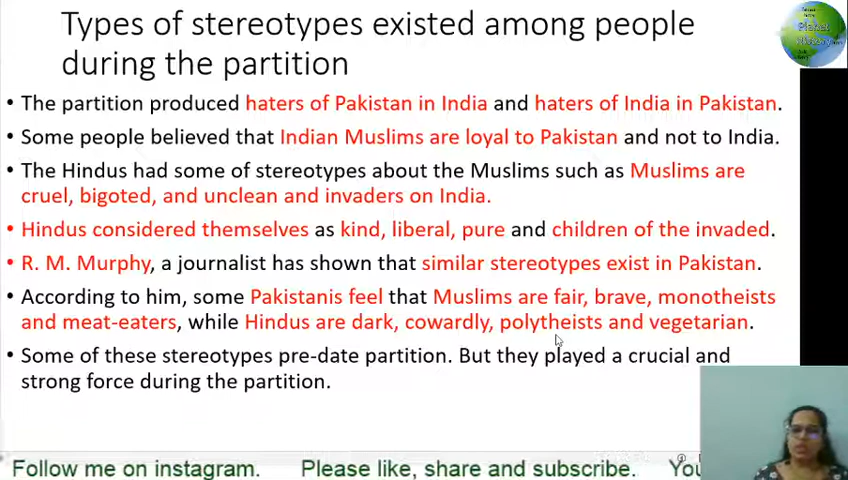 Types of stereotypes existed among people
during the partition
• The partition produced haters of Pakistan in India and haters of India in Pakistan.
• Some people believed that Indian Muslims are loyal to Pakistan and not to India.
• The Hindus had some of stereotypes about the Muslims such as Muslims are
cruel, bigoted, and unclean and invaders on India.
• Hindus considered themselves as kind, liberal, pure and children of the invaded.
• R. M. Murphy, a journalist has shown that similar stereotypes exist in Pakistan.
• According to him, some Pakistanis feel that Muslims are fair, brave, monotheists
and meat-eaters, while Hindus are dark, cowardly, polytheists and vegetarian.
• Some of these stereotypes pre-date partition. But they played a crucial and
strong force during the partition.
Follow me on instagram. Please like, share and subscribe. You